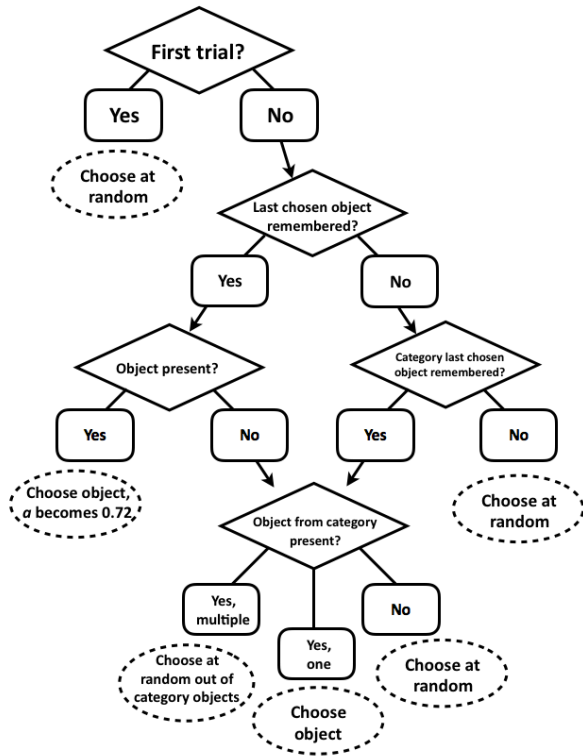 First trial?
Yes
No
Choose at
random
Last chosen object
remembered?
Yes
No
Object present?
Category last chosen
object remembered?
Yes
No
Yes
No
Choose object,
a becomes 0.72
Choose at
random
Object from category
present?
Yes,
multiple
Yes,
one
No
Choose at
random out of
category objects
Choose
object
Choose at
random